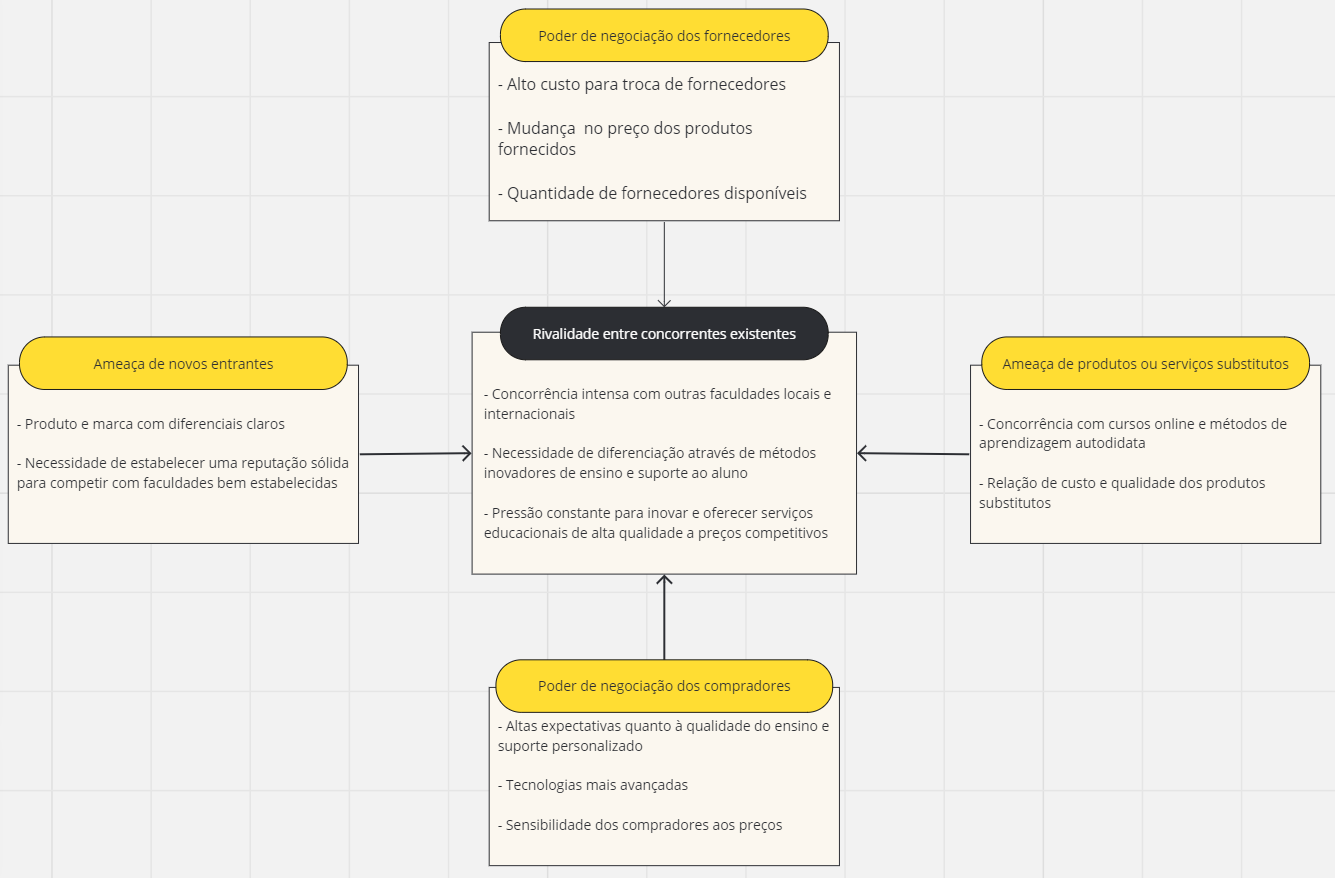 Poder de negociação dos fornecedores
- Alto custo para troca de fornecedores
- Mudança  no preço dos produtos
fornecidos
- Quantidade de fornecedores disponíveis
Rivalidade entre concorrentes existentes
- Concorrência intensa com outras faculdades locais e
internacionais
- Necessidade de diferenciação através de métodos
inovadores de ensino e suporte ao aluno
- Pressão constante para inovar e oferecer serviços
educacionais de alta qualidade a preços competitivos
Ameaça de novos entrantes
- Produto e marca com diferenciais claros
- Necessidade de estabelecer uma reputação sólida
para competir com faculdades bem estabelecidas
Ameaça de produtos ou serviços substitutos
- Concorrência com cursos online e métodos de
aprendizagem autodidata
- Relação de custo e qualidade dos produtos
substitutos
Poder de negociação dos compradores
- Altas expectativas quanto à qualidade do ensino e
suporte personalizado
- Tecnologias mais avançadas
- Sensibilidade dos compradores aos preços